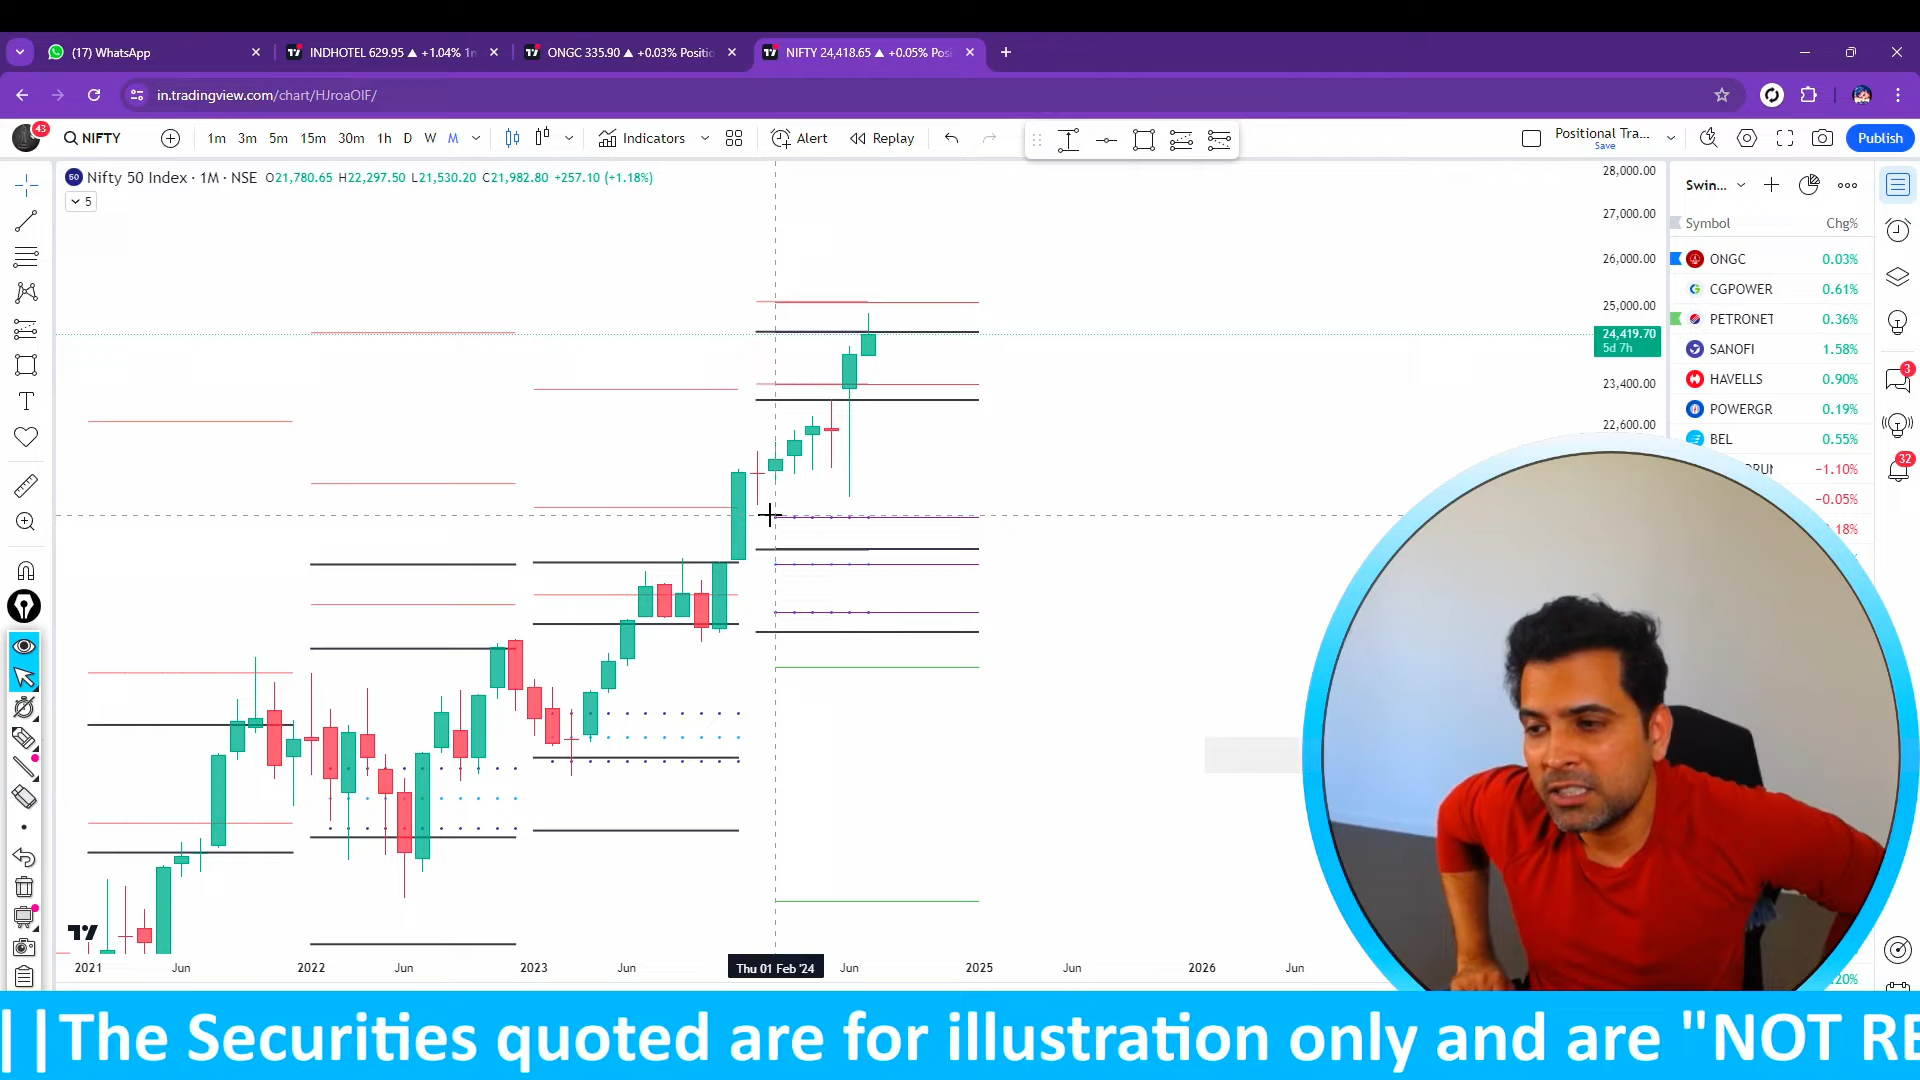 (17) WhatsApp
INDHOTEL 629.95 ▲ +1.04%
ONGC 335.90 ▲ +0.03%
NIFTY 24,418.65 ▲ +0.05%
in.tradingview.com/chart/HJroaOIF/
43
NIFTY
1m 3m 5m 15m 30m 1h D W M
Indicators
Alert
Replay
Positional Tra...
Save
Publish
50 Nifty 50 Index · 1M · NSE O21,780.65 H22,297.50 L21,530.20 C21,982.80 +257.10 (+1.18%)
5
28,000.00
27,000.00
26,000.00
25,000.00
24,419.70
5d 7h
23,400.00
22,600.00
Swin...
Symbol Chg%
ONGC 0.03%
CGPOWER 0.61%
PETRONET 0.36%
SANOFI 1.58%
HAVELLS 0.90%
POWERGR 0.19%
BEL 0.55%
−1.10%
−0.05%
3
32
2021 Jun 2022 Jun 2023 Jun Thu 01 Feb '24 Jun 2025 Jun 2026 Jun
||The Securities quoted are for illustration only and are "NOT